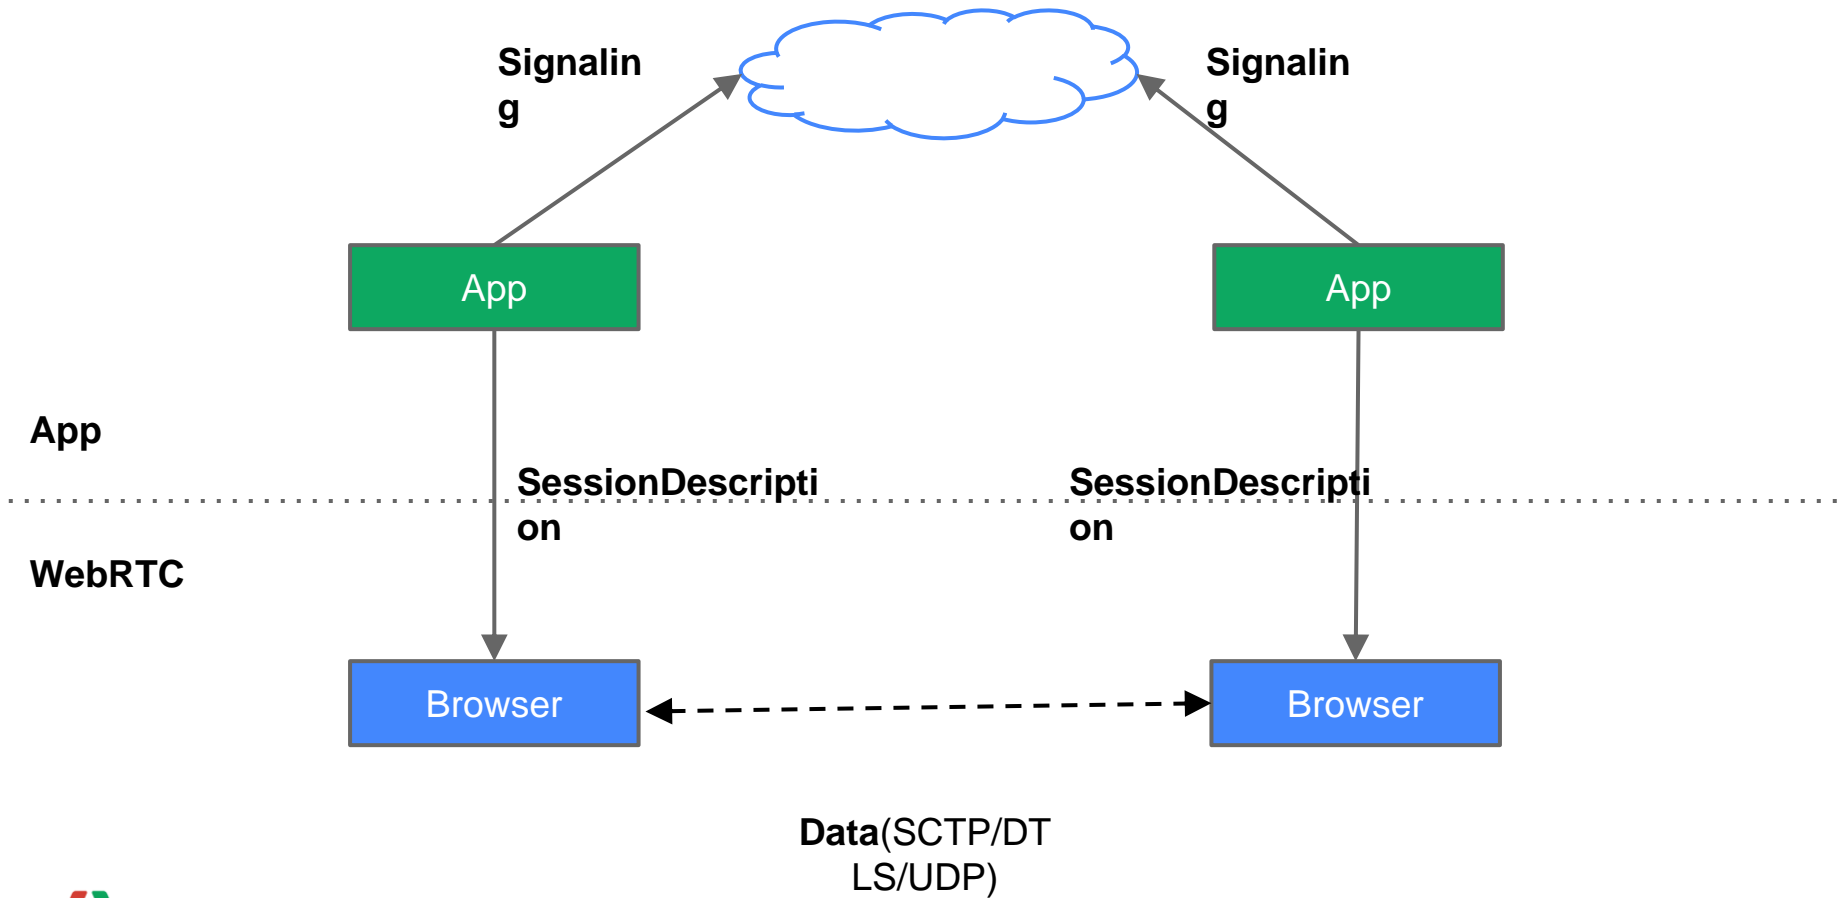 Signalin
g
Signalin
g
App
App
App
SessionDescripti
on
SessionDescripti
on
WebRTC
Browser
Browser
Data(SCTP/DT
LS/UDP)